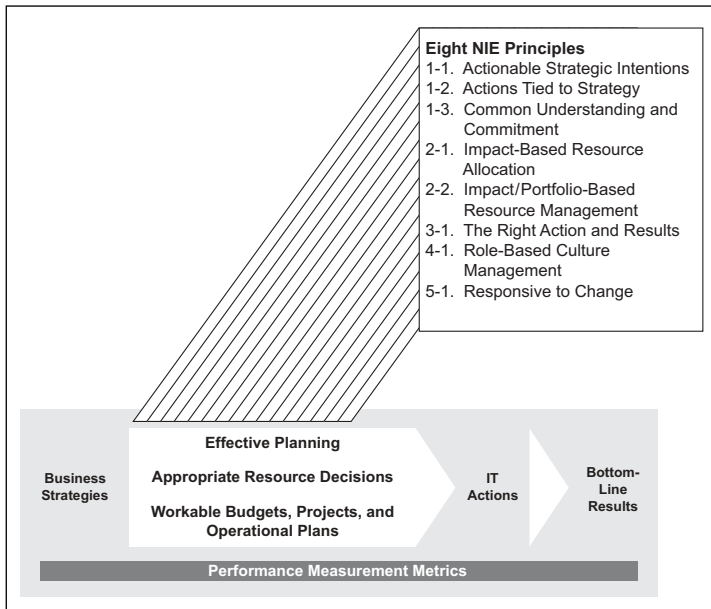 Eight NIE Principles
1-1. Actionable Strategic Intentions
1-2. Actions Tied to Strategy
1-3. Common Understanding and
Commitment
2-1. Impact-Based Resource
Allocation
2-2. Impact/Portfolio-Based
Resource Management
3-1. The Right Action and Results
4-1. Role-Based Culture
Management
5-1. Responsive to Change
Business
Strategies
Effective Planning
Appropriate Resource Decisions
Workable Budgets, Projects, and
Operational Plans
IT
Actions
Bottom-
Line
Results
Performance Measurement Metrics